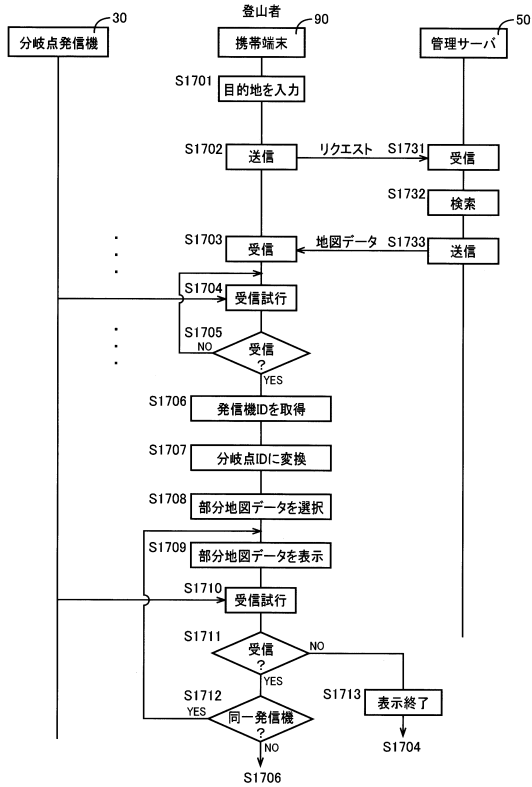 登山者
30
90
50
分岐点発信機
携帯端末
管理サーバ
S1701
目的地を入力
S1702
送信
リクエスト
S1731
受信
S1732
検索
S1703
受信
地図データ
S1733
送信
S1704
受信試行
S1705
受信
?
NO
YES
S1706
発信機IDを取得
S1707
分岐点IDに変換
S1708
部分地図データを選択
S1709
部分地図データを表示
S1710
受信試行
S1711
受信
?
NO
YES
S1713
表示終了
S1704
S1712
YES
同一発信機
?
NO
S1706